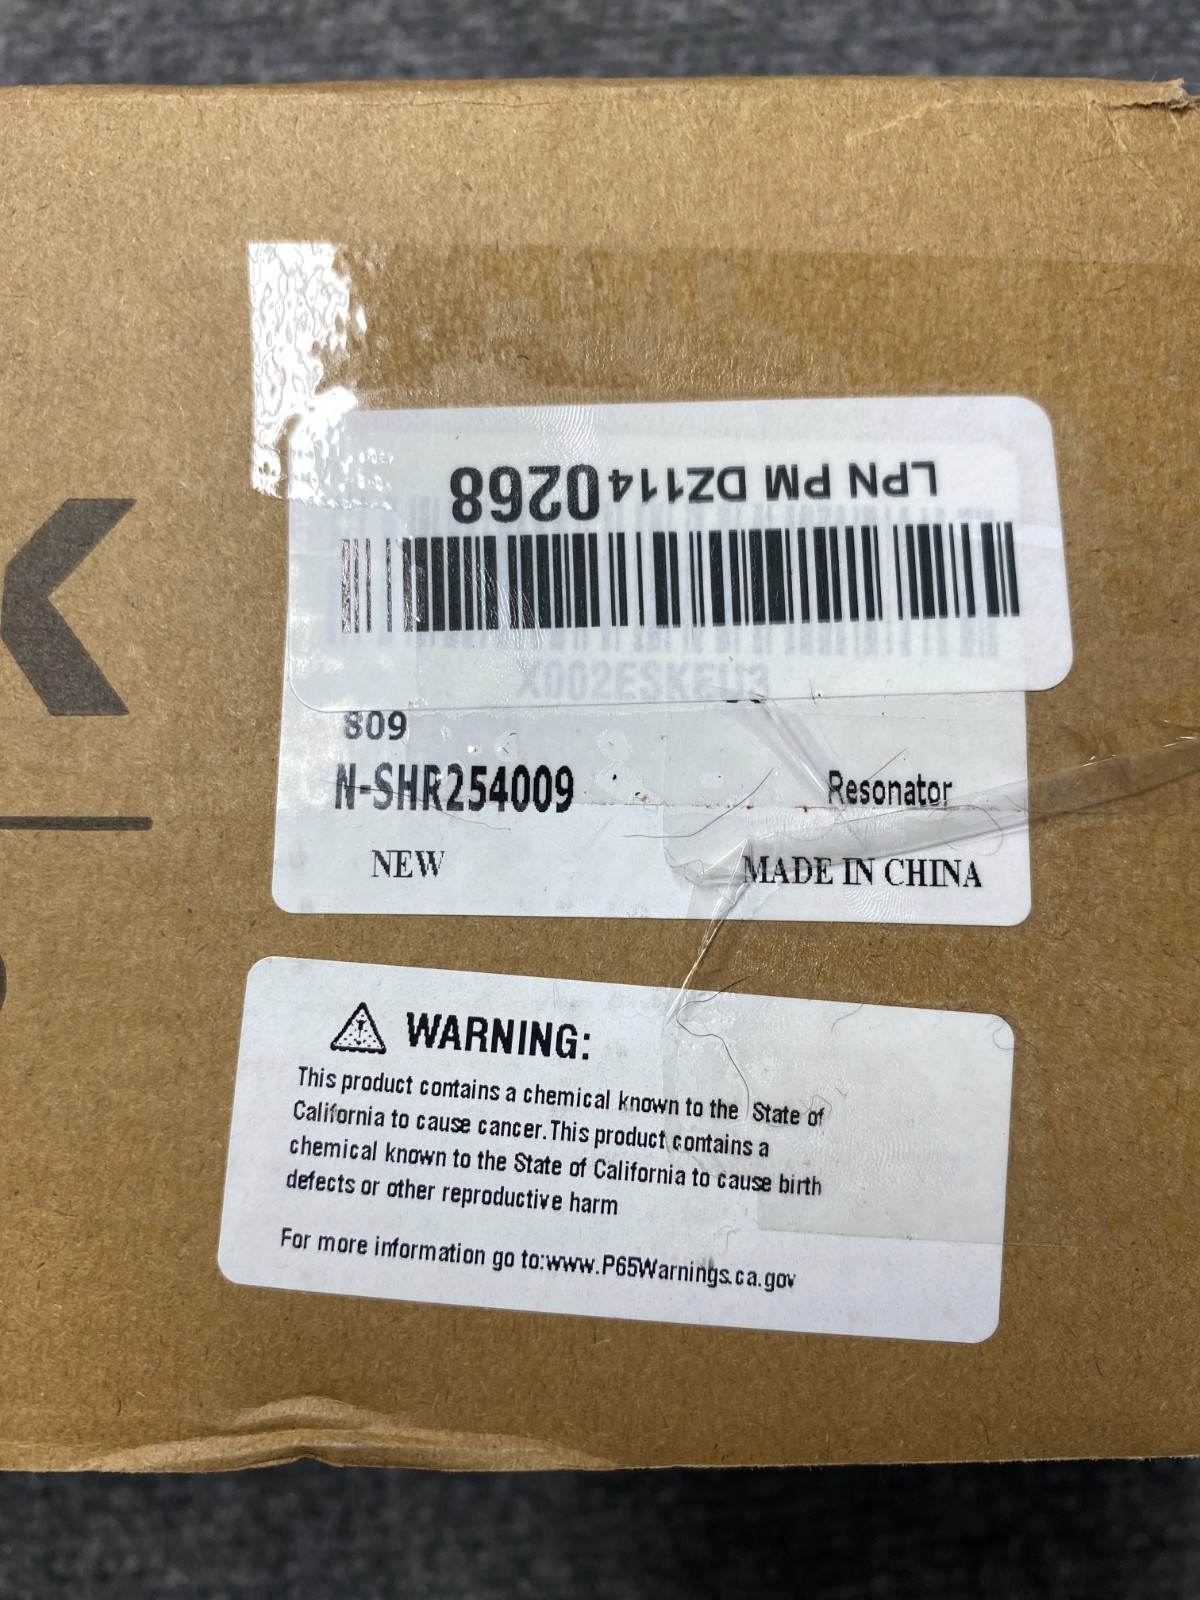 LPN PM DZ1140268
X002ESKEU3
809
N-SHR254009
Resonator
NEW
MADE IN CHINA
WARNING:
This product contains a chemical known to the State of
California to cause cancer.This product contains a
chemical known to the State of California to cause birth
defects or other reproductive harm
For more information go to:www.P65Warnings.ca.gov